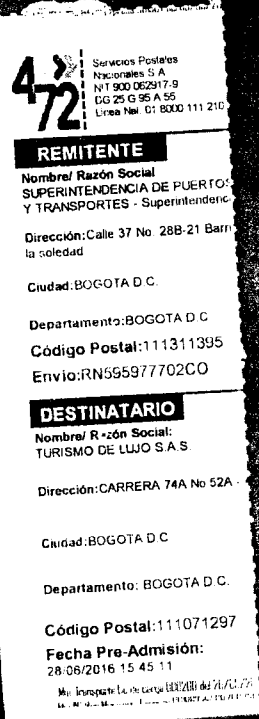 472
Servicios Postales
Nacionales S.A
NIT 900 062917-9
DG 25 G 95 A 55
Linea Nal. 01 8000 111 210
REMITENTE
Nombre/ Razón Social
SUPERINTENDENCIA DE PUERTOS
Y TRANSPORTES - Superintendenc
Dirección:Calle 37 No. 28B-21 Barri
la soledad
Ciudad:BOGOTA D.C.
Departamento:BOGOTA D.C
Código Postal:111311395
Envio:RN595977702CO
DESTINATARIO
Nombre/ Razón Social:
TURISMO DE LUJO S.A.S.
Dirección:CARRERA 74A No 52A -
Ciudad:BOGOTA D.C
Departamento: BOGOTA D.C.
Código Postal:111071297
Fecha Pre-Admisión:
28/06/2016 15 45 11